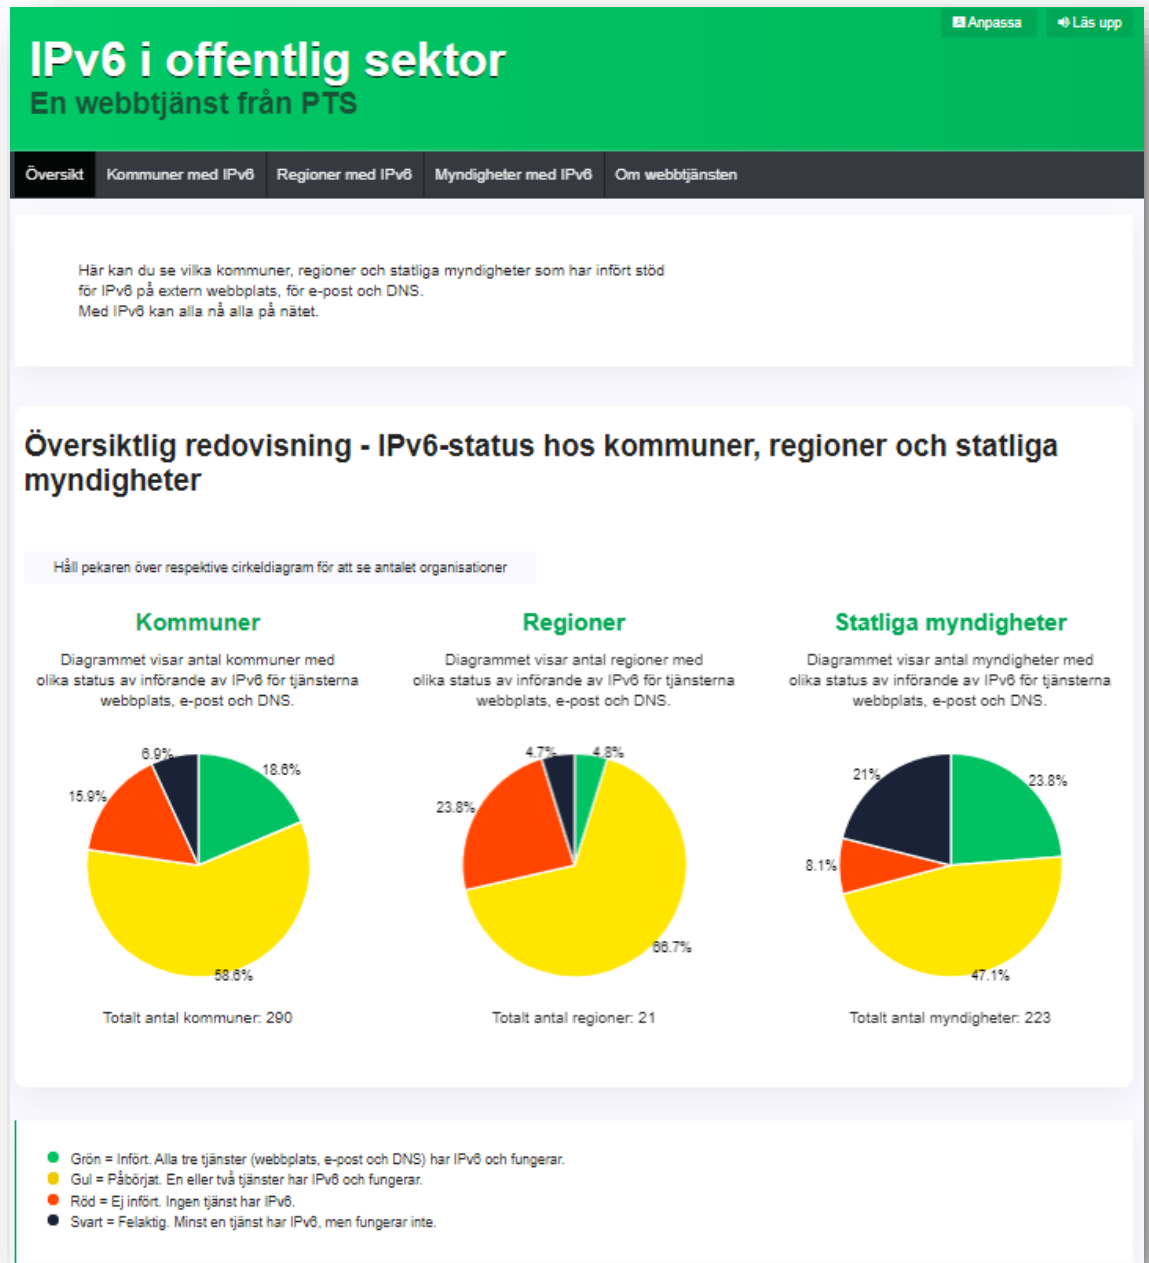 Anpassa
Läs upp
IPv6 i offentlig sektor
En webbtjänst från PTS
Översikt
Kommuner med IPv6
Regioner med IPv6
Myndigheter med IPv6
Om webbtjänsten
Här kan du se vilka kommuner, regioner och statliga myndigheter som har infört stöd
för IPv6 på extern webbplats, för e-post och DNS.
Med IPv6 kan alla nå alla på nätet.
Översiktlig redovisning - IPv6-status hos kommuner, regioner och statliga
myndigheter
Håll pekaren över respektive cirkeldiagram för att se antalet organisationer
Kommuner
Diagrammet visar antal kommuner med
olika status av införande av IPv6 för tjänsterna
webbplats, e-post och DNS.
6.9%
18.6%
15.9%
58.6%
Totalt antal kommuner: 290
Regioner
Diagrammet visar antal regioner med
olika status av införande av IPv6 för tjänsterna
webbplats, e-post och DNS.
4.7%
4.8%
23.8%
66.7%
Totalt antal regioner: 21
Statliga myndigheter
Diagrammet visar antal myndigheter med
olika status av införande av IPv6 för tjänsterna
webbplats, e-post och DNS.
21%
23.8%
8.1%
47.1%
Totalt antal myndigheter: 223
Grön = Infört. Alla tre tjänster (webbplats, e-post och DNS) har IPv6 och fungerar.
Gul = Påbörjat. En eller två tjänster har IPv6 och fungerar.
Röd = Ej infört. Ingen tjänst har IPv6.
Svart = Felaktig. Minst en tjänst har IPv6, men fungerar inte.